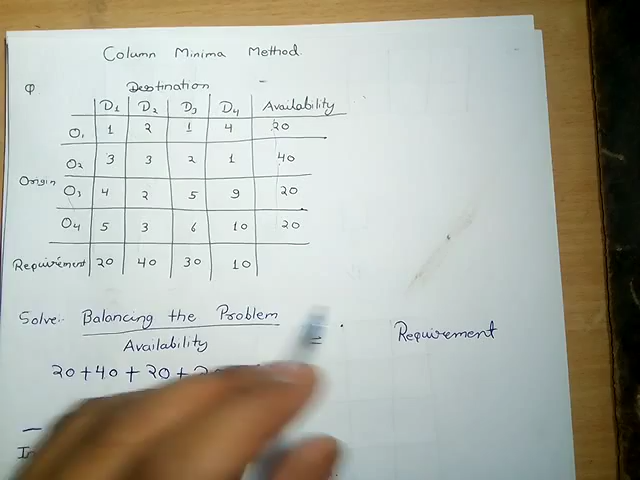 Column Minima Method
Q.
Destination
D1 D2 D3 D4 Availability
O1 1 2 1 4 20
O2 3 3 2 1 40
Origin
O3 4 2 5 9 20
O4 5 3 6 10 20
Requirement 20 40 30 10
Solve:- Balancing the Problem
Availability = Requirement
20+40+20+